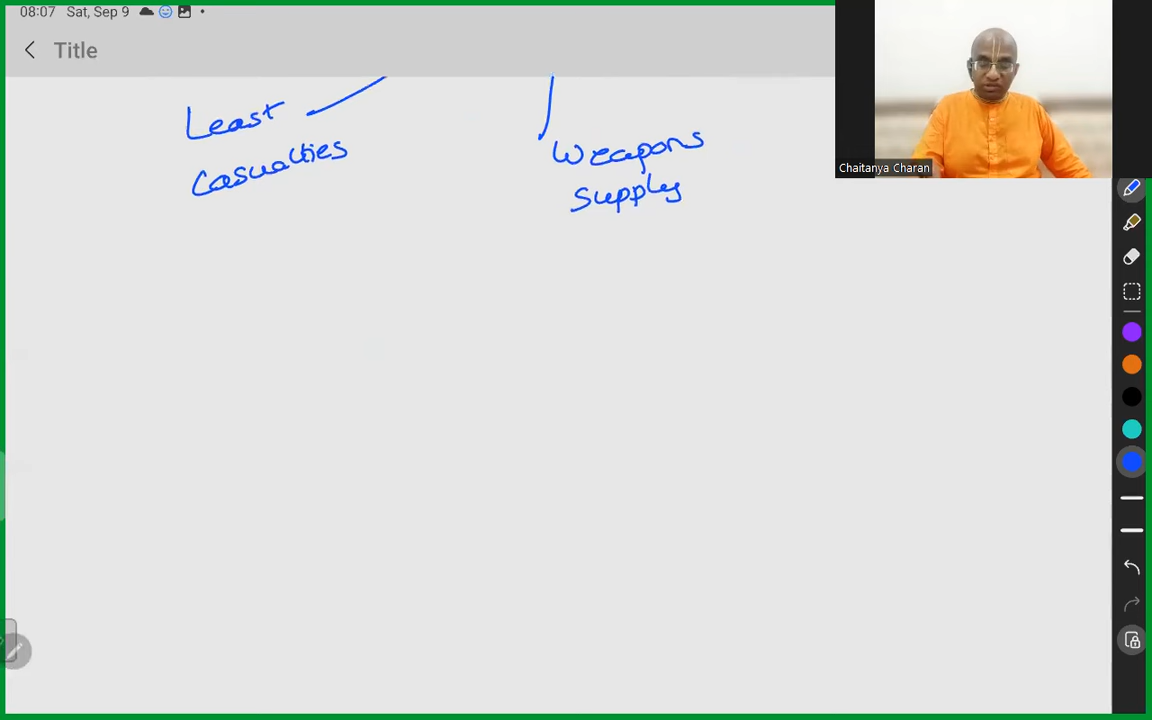 08:07 Sat, Sep 9
Title
Least
casualties
Weapons
Supply
Chaitanya Charan